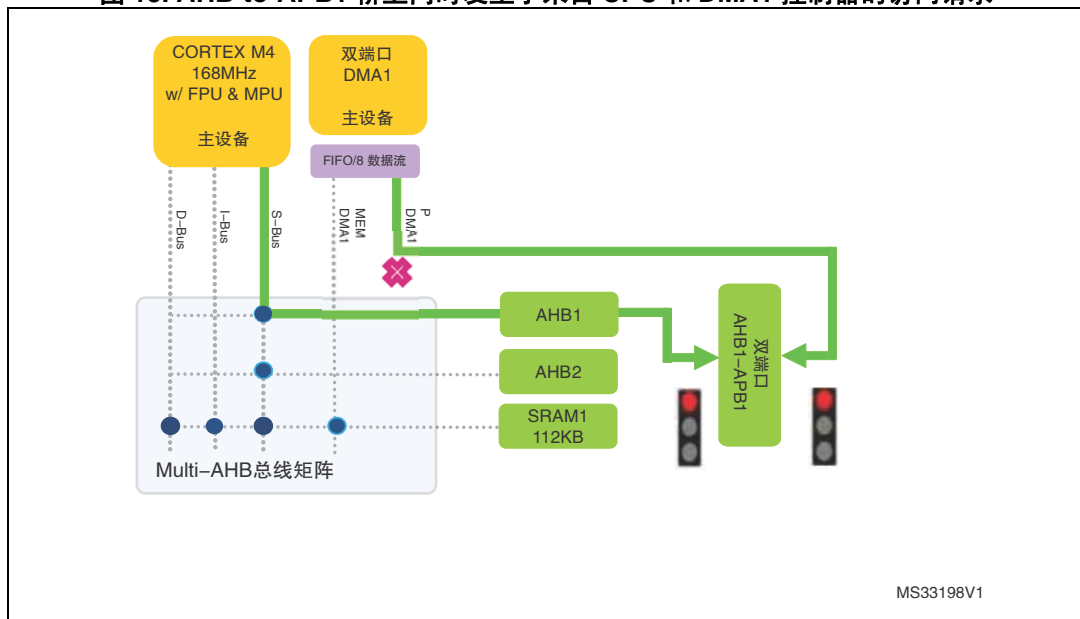 CORTEX M4
168MHz
w/ FPU & MPU
主设备
双端口
DMA1
主设备
FIFO/8 数据流
D-Bus
I-Bus
S-Bus
MEM
DMA1
P
DMA1
AHB1
AHB2
SRAM1
112KB
双端口
AHB1-APB1
Multi-AHB总线矩阵
MS33198V1